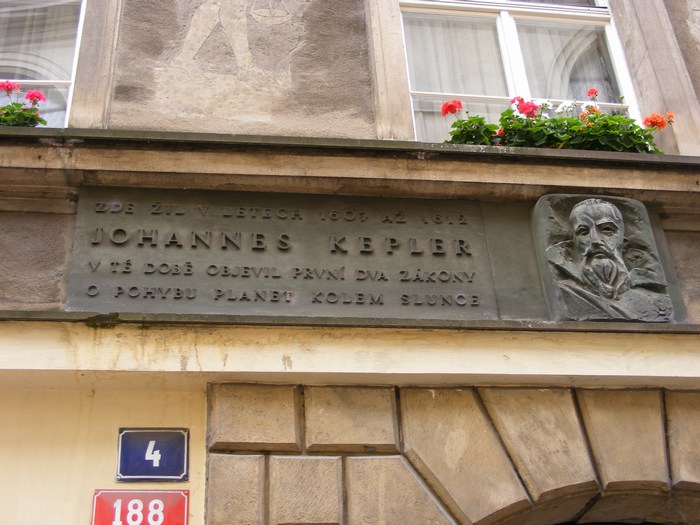 ZDE ŽIL V LETECH 1607 AŽ 1612
JOHANNES KEPLER
V TÉ DOBĚ OBJEVIL PRVNÍ DVA ZÁKONY
O POHYBU PLANET KOLEM SLUNCE
4
188